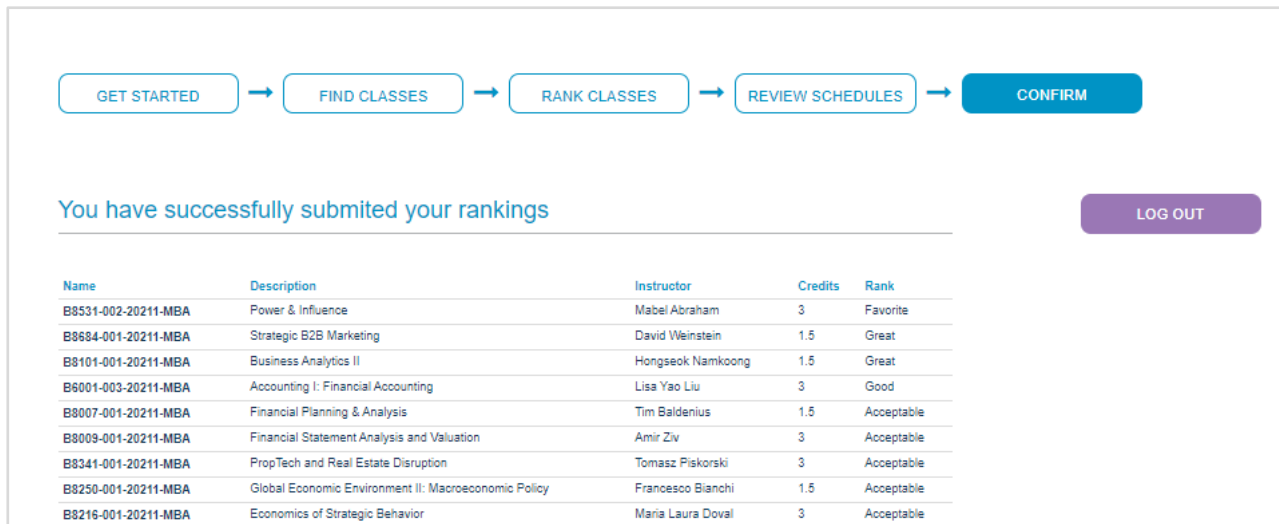 GET STARTED → FIND CLASSES → RANK CLASSES → REVIEW SCHEDULES → CONFIRM
You have successfully submited your rankings
LOG OUT
Name Description Instructor Credits Rank
B8531-002-20211-MBA Power & Influence Mabel Abraham 3 Favorite
B8684-001-20211-MBA Strategic B2B Marketing David Weinstein 1.5 Great
B8101-001-20211-MBA Business Analytics II Hongseok Namkoong 1.5 Great
B6001-003-20211-MBA Accounting I: Financial Accounting Lisa Yao Liu 3 Good
B8007-001-20211-MBA Financial Planning & Analysis Tim Baldenius 1.5 Acceptable
B8009-001-20211-MBA Financial Statement Analysis and Valuation Amir Ziv 3 Acceptable
B8341-001-20211-MBA PropTech and Real Estate Disruption Tomasz Piskorski 3 Acceptable
B8250-001-20211-MBA Global Economic Environment II: Macroeconomic Policy Francesco Bianchi 1.5 Acceptable
B8216-001-20211-MBA Economics of Strategic Behavior Maria Laura Doval 3 Acceptable